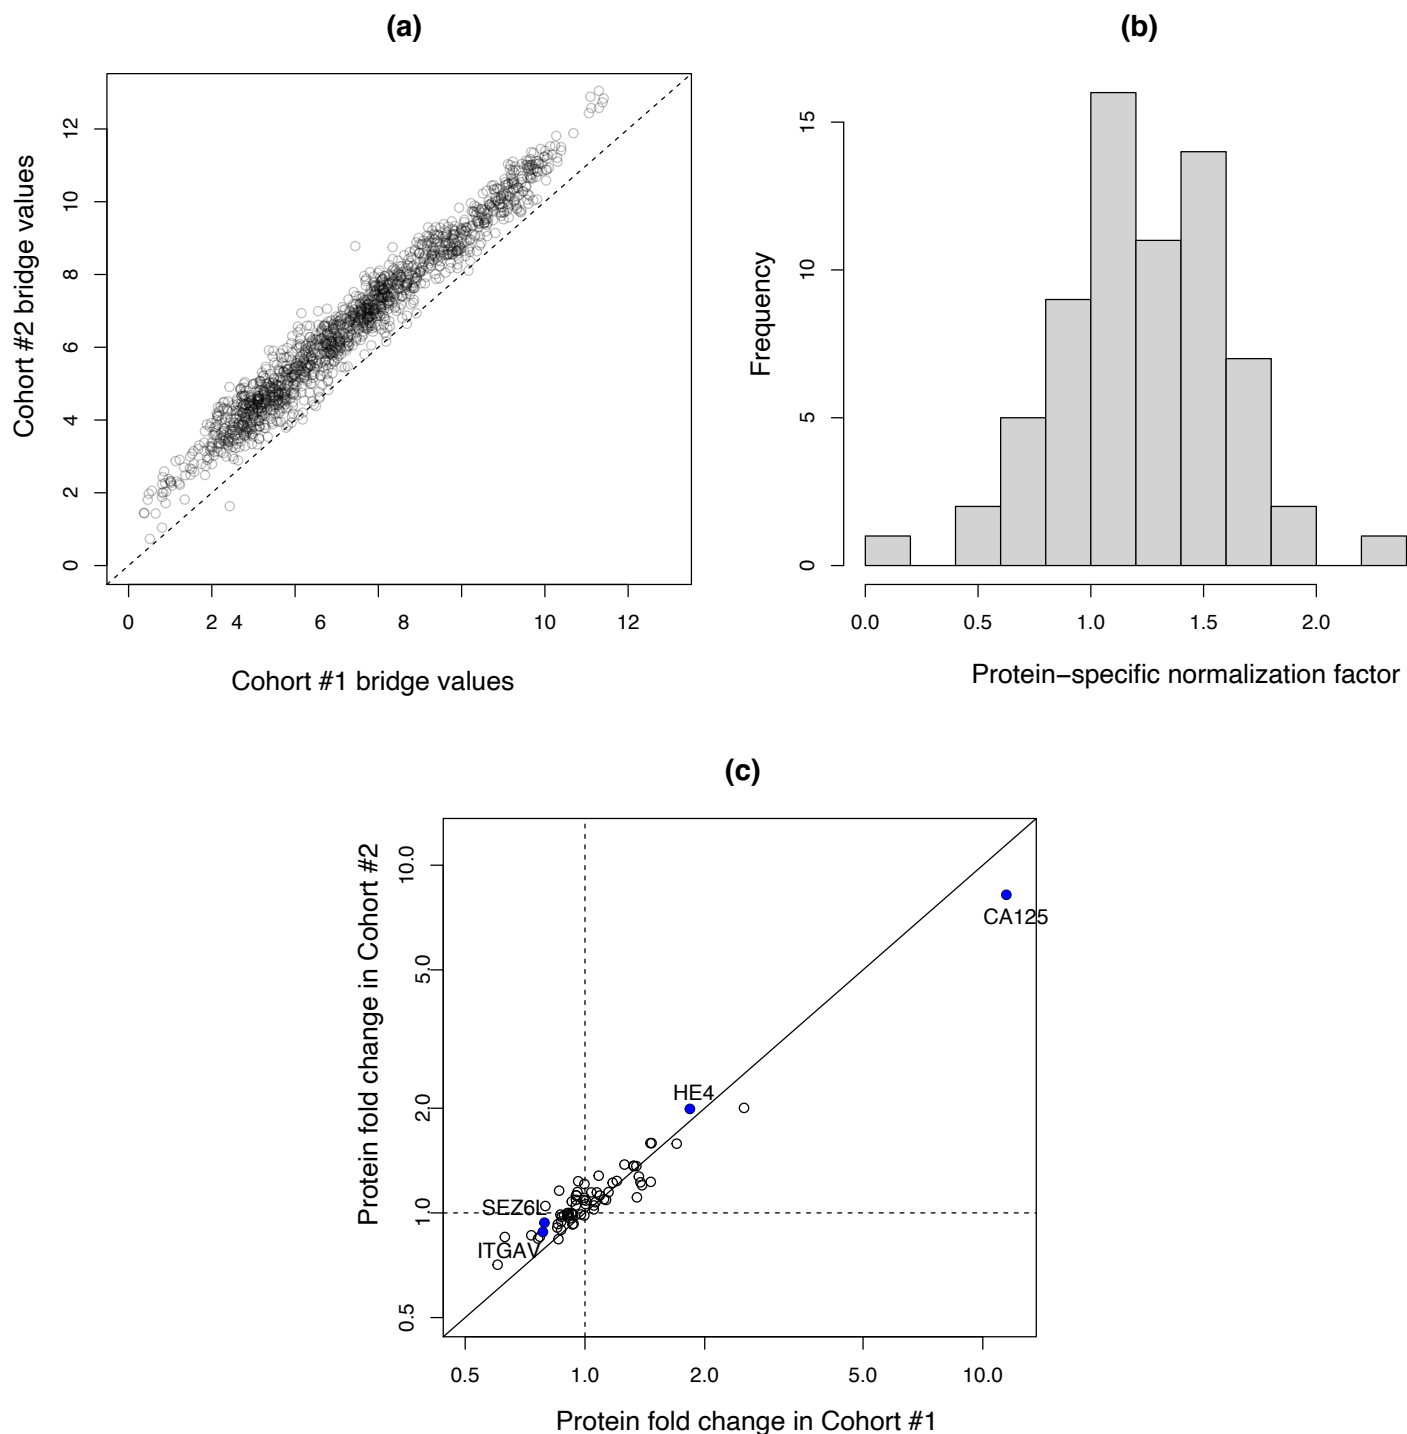 (a)
Cohort #2 bridge values
12
10
8
6
4
2
0
0 2 4 6 8 10 12
Cohort #1 bridge values
(b)
Frequency
15
10
5
0
0.0 0.5 1.0 1.5 2.0
Protein−specific normalization factor
(c)
Protein fold change in Cohort #2
10.0
5.0
2.0
1.0
0.5
CA125
HE4
SEZ6L
ITGAV
0.5 1.0 2.0 5.0 10.0
Protein fold change in Cohort #1